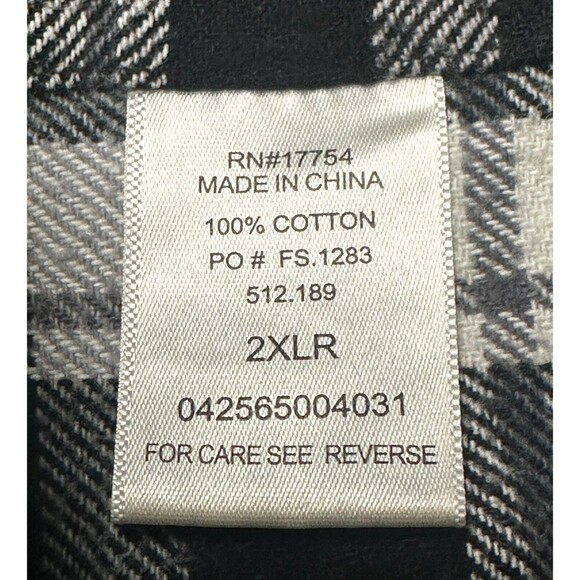 RN#17754
MADE IN CHINA
100% COTTON
PO # FS.1283
512.189
2XLR
042565004031
FOR CARE SEE REVERSE